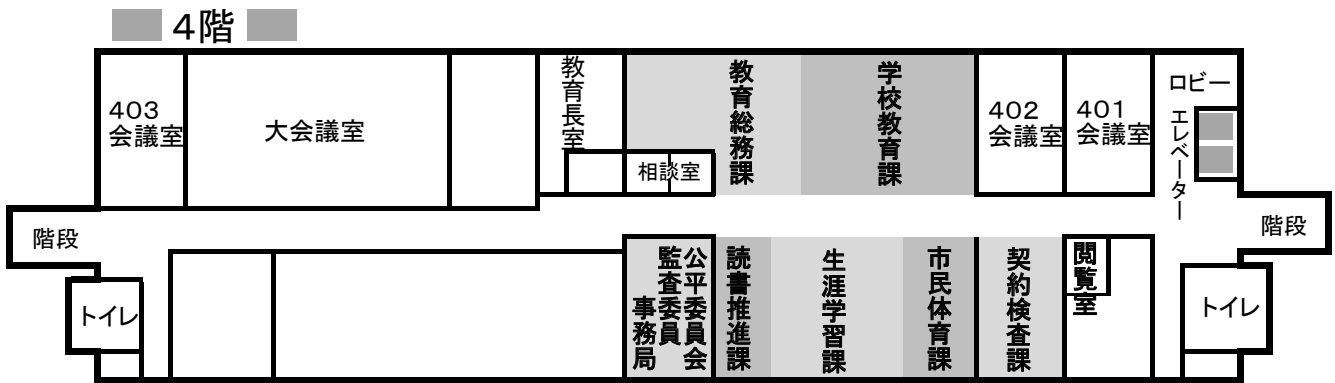 4階
403
会議室
大会議室
教育長室
相談室
教育総務課
学校教育課
402
会議室
401
会議室
ロビー
エレベーター
階段
階段
トイレ
公平委員会
監査委員
事務局
読書推進課
生涯学習課
市民体育課
契約検査課
閲覧室
トイレ